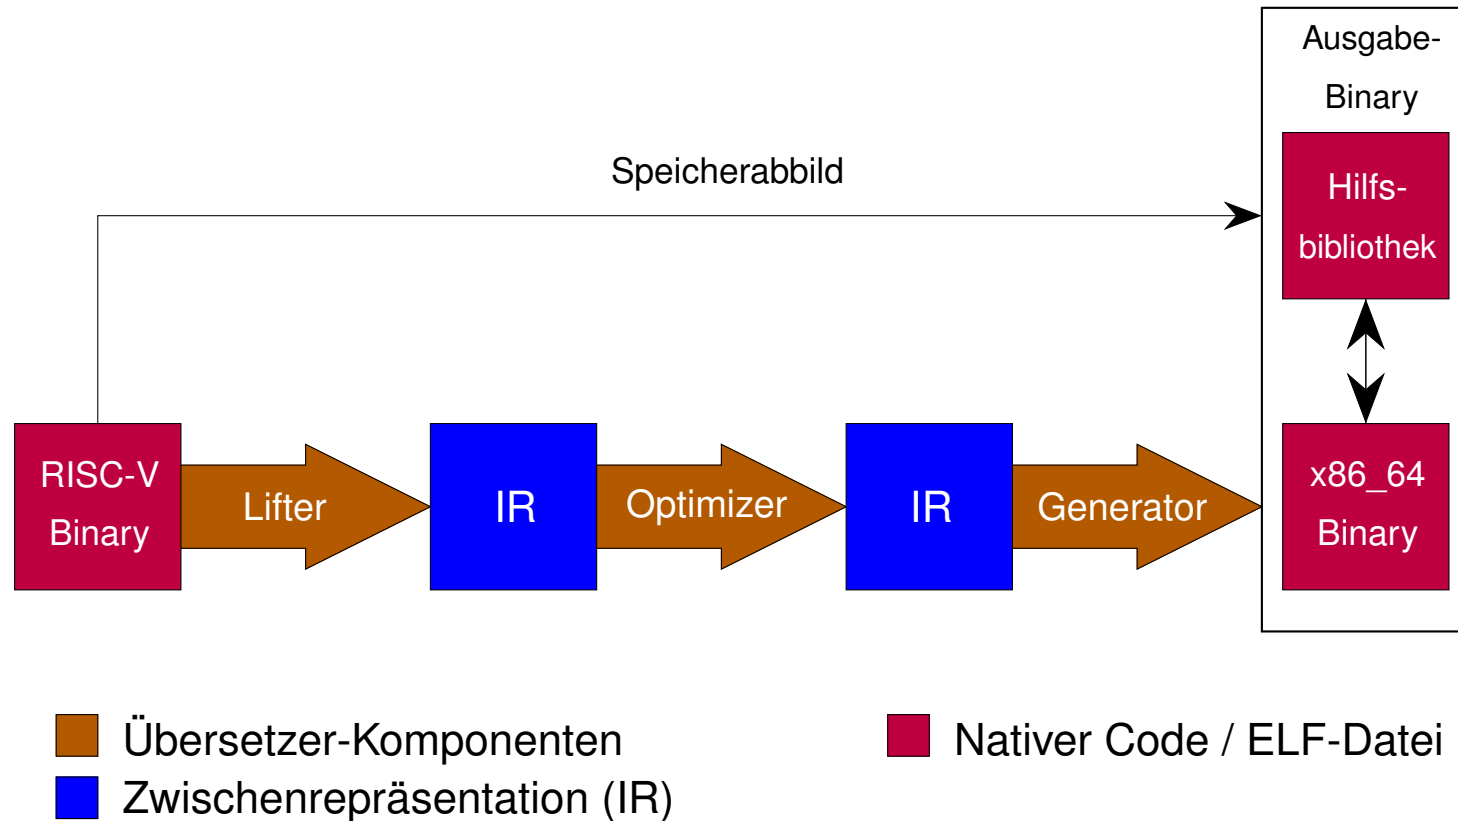 Ausgabe-
Binary
Speicherabbild
Hilfs-
bibliothek
RISC-V
Binary
Lifter
IR
Optimizer
IR
Generator
x86_64
Binary
Übersetzer-Komponenten
Nativer Code / ELF-Datei
Zwischenrepräsentation (IR)